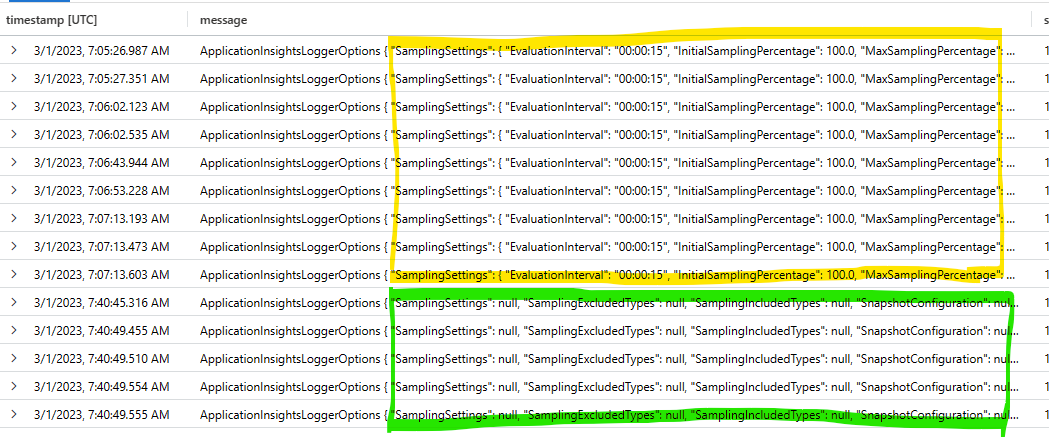 timestamp [UTC] message s
3/1/2023, 7:05:26.987 AM ApplicationInsightsLoggerOptions { "SamplingSettings": { "EvaluationInterval": "00:00:15", "InitialSamplingPercentage": 100.0, "MaxSamplingPercentage": ... 1
3/1/2023, 7:05:27.351 AM ApplicationInsightsLoggerOptions { "SamplingSettings": { "EvaluationInterval": "00:00:15", "InitialSamplingPercentage": 100.0, "MaxSamplingPercentage": ... 1
3/1/2023, 7:06:02.123 AM ApplicationInsightsLoggerOptions { "SamplingSettings": { "EvaluationInterval": "00:00:15", "InitialSamplingPercentage": 100.0, "MaxSamplingPercentage": ... 1
3/1/2023, 7:06:02.535 AM ApplicationInsightsLoggerOptions { "SamplingSettings": { "EvaluationInterval": "00:00:15", "InitialSamplingPercentage": 100.0, "MaxSamplingPercentage": ... 1
3/1/2023, 7:06:43.944 AM ApplicationInsightsLoggerOptions { "SamplingSettings": { "EvaluationInterval": "00:00:15", "InitialSamplingPercentage": 100.0, "MaxSamplingPercentage": ... 1
3/1/2023, 7:06:53.228 AM ApplicationInsightsLoggerOptions { "SamplingSettings": { "EvaluationInterval": "00:00:15", "InitialSamplingPercentage": 100.0, "MaxSamplingPercentage": ... 1
3/1/2023, 7:07:13.193 AM ApplicationInsightsLoggerOptions { "SamplingSettings": { "EvaluationInterval": "00:00:15", "InitialSamplingPercentage": 100.0, "MaxSamplingPercentage": ... 1
3/1/2023, 7:07:13.473 AM ApplicationInsightsLoggerOptions { "SamplingSettings": { "EvaluationInterval": "00:00:15", "InitialSamplingPercentage": 100.0, "MaxSamplingPercentage": ... 1
3/1/2023, 7:07:13.603 AM ApplicationInsightsLoggerOptions { "SamplingSettings": { "EvaluationInterval": "00:00:15", "InitialSamplingPercentage": 100.0, "MaxSamplingPercentage": ... 1
3/1/2023, 7:40:45.316 AM ApplicationInsightsLoggerOptions { "SamplingSettings": null, "SamplingExcludedTypes": null, "SamplingIncludedTypes": null, "SnapshotConfiguration": nul... 1
3/1/2023, 7:40:49.455 AM ApplicationInsightsLoggerOptions { "SamplingSettings": null, "SamplingExcludedTypes": null, "SamplingIncludedTypes": null, "SnapshotConfiguration": nul... 1
3/1/2023, 7:40:49.510 AM ApplicationInsightsLoggerOptions { "SamplingSettings": null, "SamplingExcludedTypes": null, "SamplingIncludedTypes": null, "SnapshotConfiguration": nul... 1
3/1/2023, 7:40:49.554 AM ApplicationInsightsLoggerOptions { "SamplingSettings": null, "SamplingExcludedTypes": null, "SamplingIncludedTypes": null, "SnapshotConfiguration": nul... 1
3/1/2023, 7:40:49.555 AM ApplicationInsightsLoggerOptions { "SamplingSettings": null, "SamplingExcludedTypes": null, "SamplingIncludedTypes": null, "SnapshotConfiguration": nul... 1